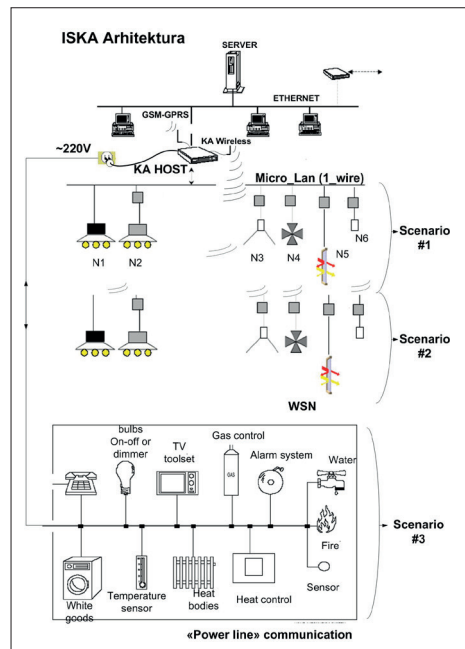 ISKA Arhitektura
SERVER
ETHERNET
GSM-GPRS
KA Wireless
~220V
KA HOST
Micro_Lan (1_wire)
N1
N2
N3
N4
N5
N6
Scenario
#1
Scenario
#2
WSN
bulbs
On-off or
dimmer
TV
toolset
Gas control
GAS
Alarm system
Water
Fire
Scenario
#3
Sensor
White
goods
Temperature
sensor
Heat
bodies
Heat control
«Power line» communication